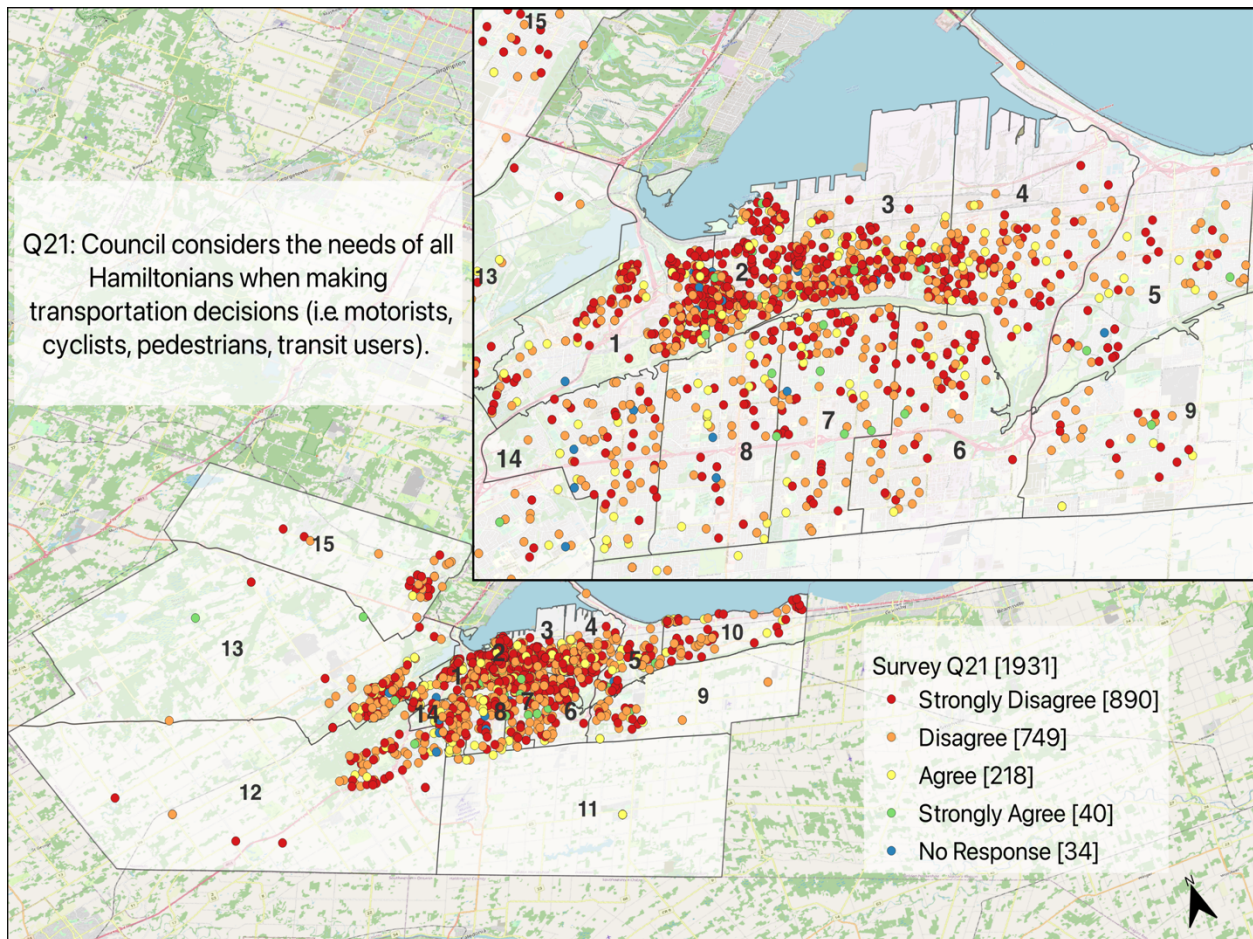 Q21: Council considers the needs of all
Hamiltonians when making
transportation decisions (i.e. motorists,
cyclists, pedestrians, transit users).
15
13
1
2
3
4
5
14
8
7
6
9
15
13
12
11
14
1
2
3
4
5
10
8
7
6
9
Survey Q21 [1931]
Strongly Disagree [890]
Disagree [749]
Agree [218]
Strongly Agree [40]
No Response [34]
N